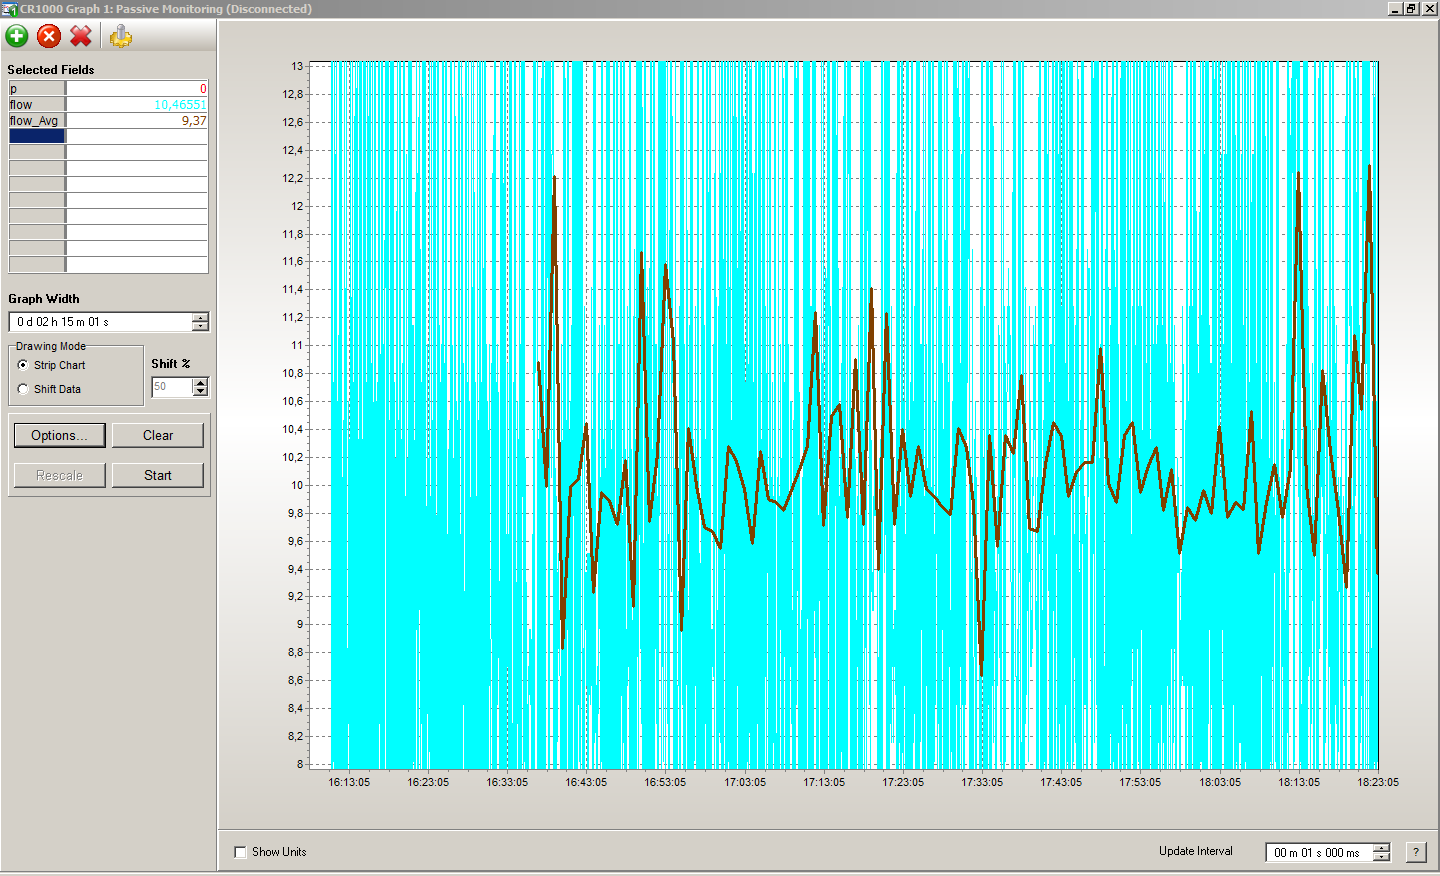 CR1000 Graph 1: Passive Monitoring (Disconnected)
Selected Fields
p 0
flow 10,46551
flow_Avg 9,37
Graph Width
0 d 02 h 15 m 01 s
Drawing Mode
Strip Chart
Shift Data
Shift %
50
Options...
Clear
Rescale
Start
13
12,8
12,6
12,4
12,2
12
11,8
11,6
11,4
11,2
11
10,8
10,6
10,4
10,2
10
9,8
9,6
9,4
9,2
9
8,8
8,6
8,4
8,2
8
16:13:05 16:23:05 16:33:05 16:43:05 16:53:05 17:03:05 17:13:05 17:23:05 17:33:05 17:43:05 17:53:05 18:03:05 18:13:05 18:23:05
Show Units
Update Interval
00 m 01 s 000 ms
?